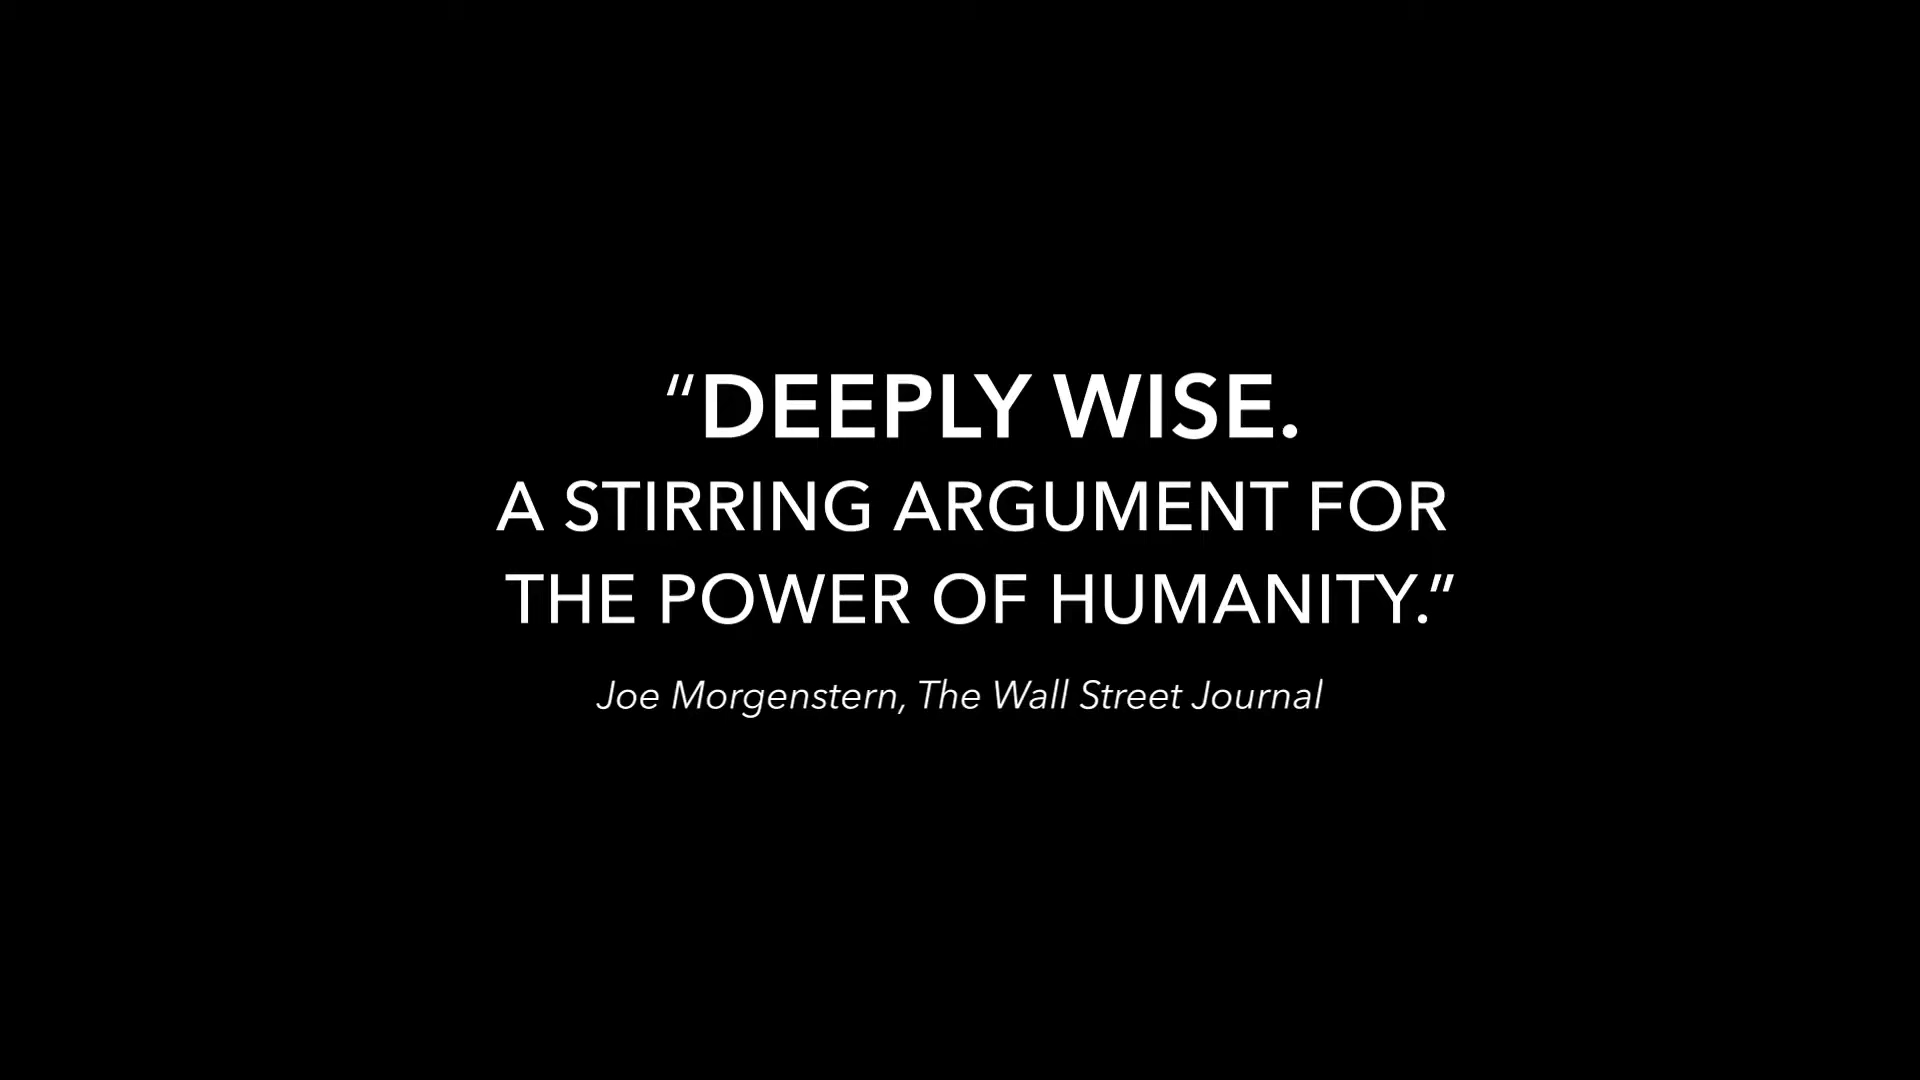 “DEEPLY WISE.
A STIRRING ARGUMENT FOR
THE POWER OF HUMANITY.”
Joe Morgenstern, The Wall Street Journal